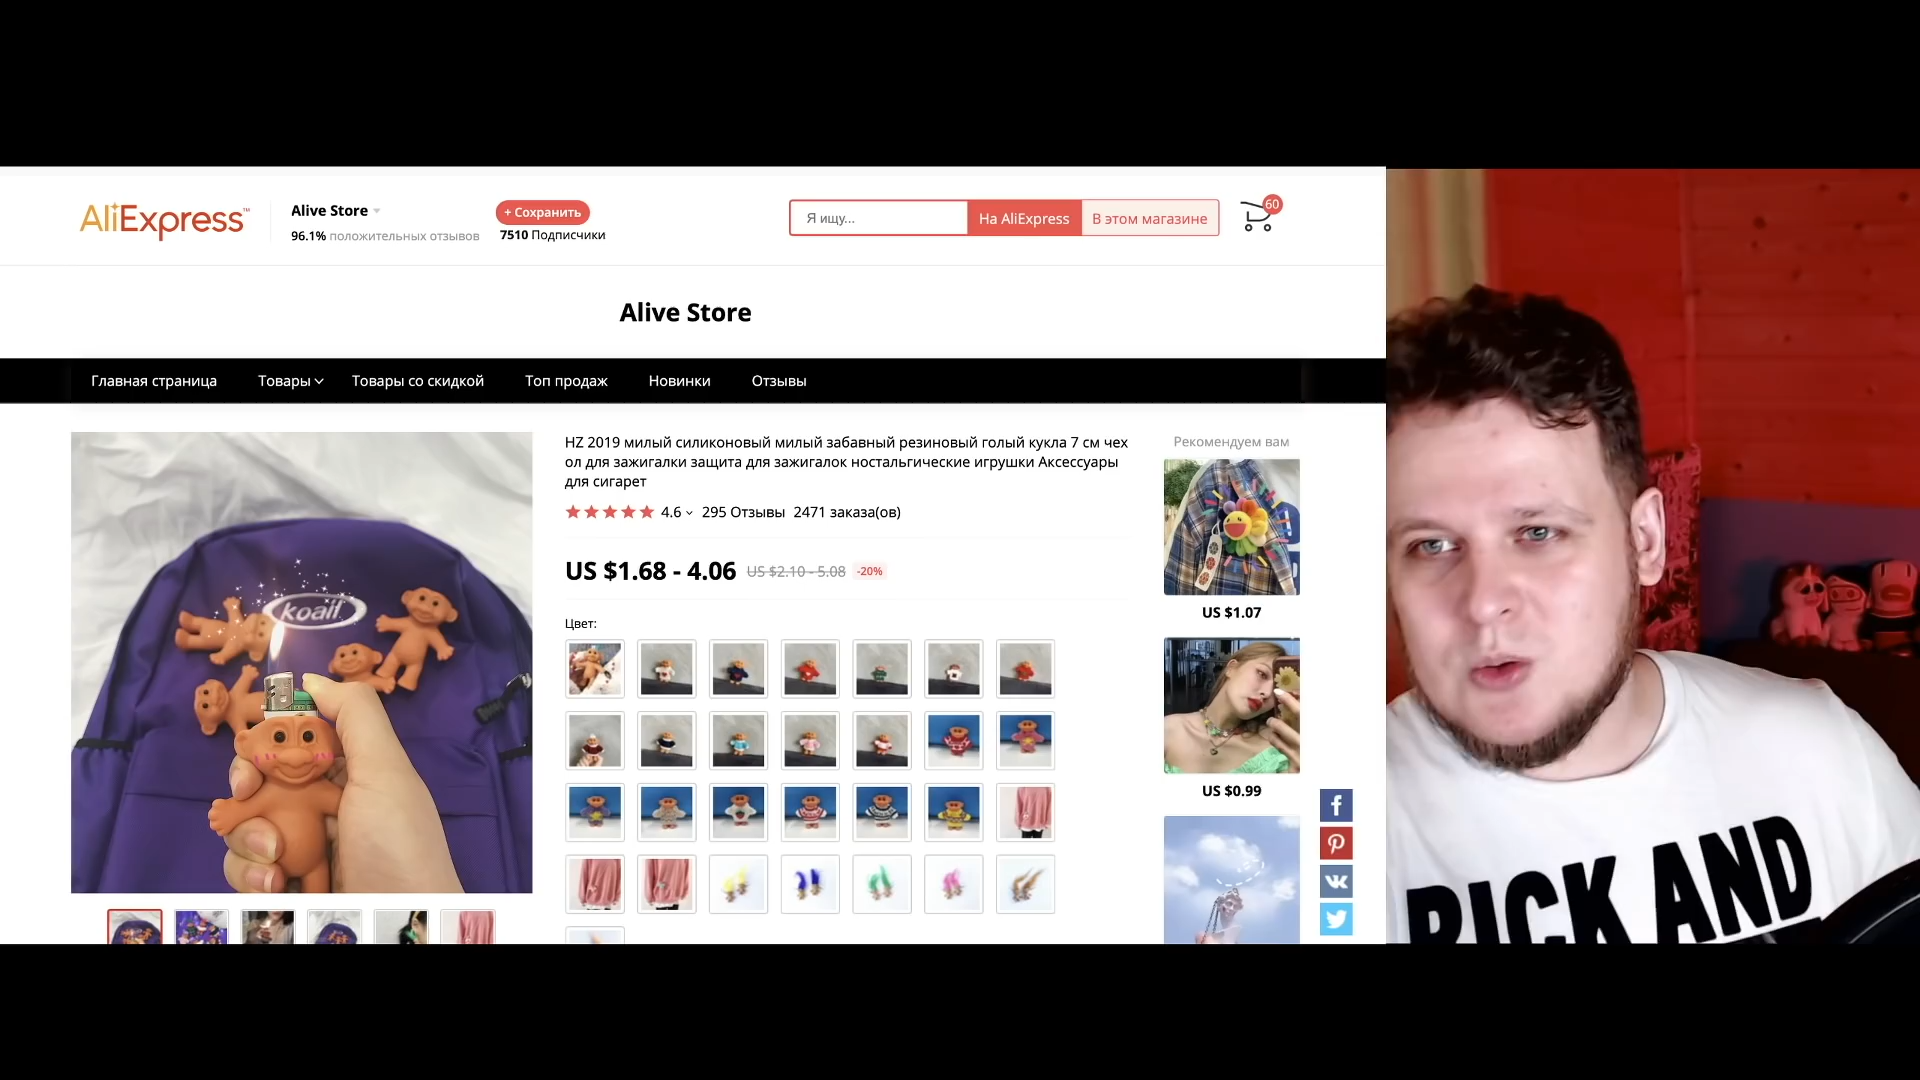 AliExpress™
Alive Store
96.1% положительных отзывов
+ Сохранить
7510 Подписчики
Я ищу...
На AliExpress
В этом магазине
60
Alive Store
Главная страница
Товары
Товары со скидкой
Топ продаж
Новинки
Отзывы
koail
HZ 2019 милый силиконовый милый забавный резиновый голый кукла 7 см чех
ол для зажигалки защита для зажигалок ностальгические игрушки Аксессуары
для сигарет
4.6
295 Отзывы
2471 заказа(ов)
US $1.68 - 4.06
US $2.10 - 5.08
-20%
Цвет:
Рекомендуем вам
US $1.07
US $0.99
RICK AND